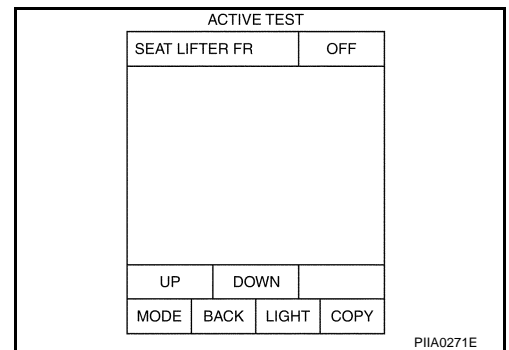 ACTIVE TEST
SEAT LIFTER FR OFF
UP DOWN
MODE BACK LIGHT COPY
PIIA0271E